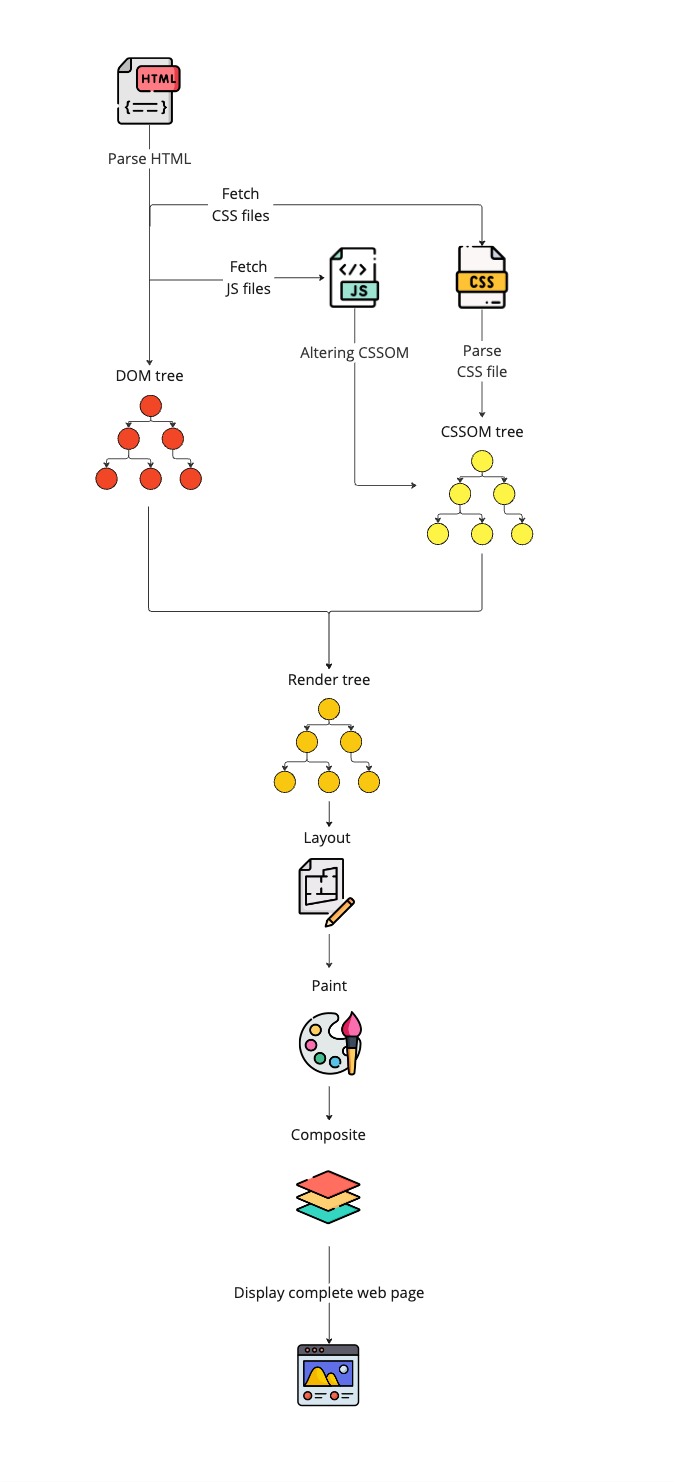 HTML
{==}
Parse HTML
Fetch
CSS files
Fetch
JS files
</>
JS
CSS
Altering CSSOM
Parse
CSS file
DOM tree
CSSOM tree
Render tree
Layout
Paint
Composite
Display complete web page